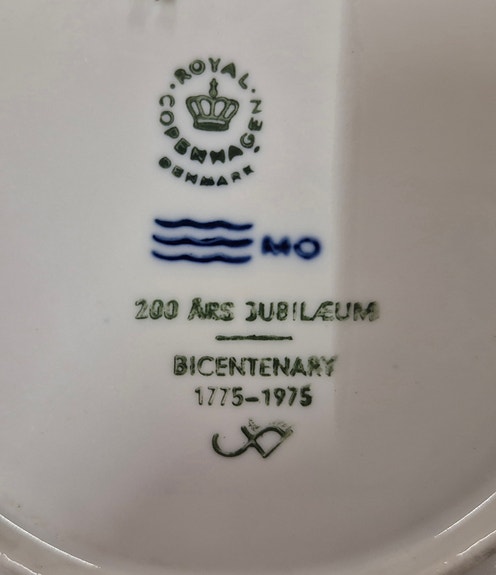 ROYAL
COPENHAGEN
DENMARK
MO
200 ÅRS JUBILÆUM
BICENTENARY
1775-1975